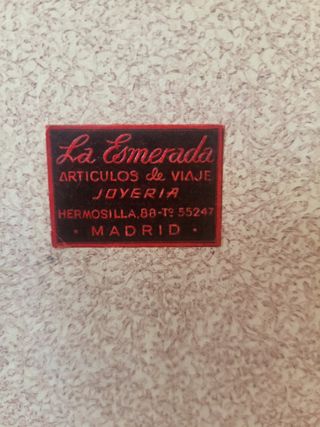 La Esmerada
ARTICULOS de VIAJE
JOYERIA
HERMOSILLA, 88-Tº 55247
· MADRID ·